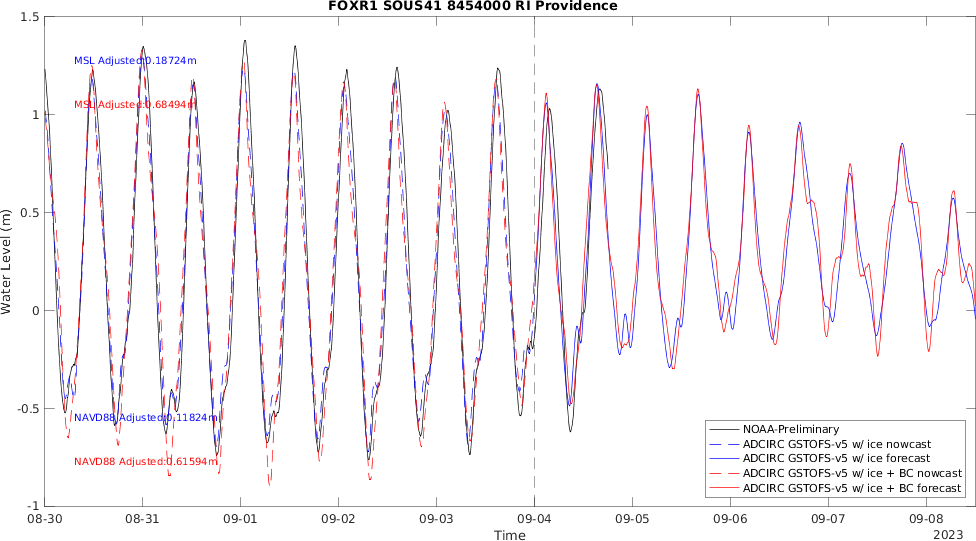 FOXR1 SOUS41 8454000 RI Providence
1.5
1
0.5
0
-0.5
-1
Water Level (m)
MSL Adjusted:0.18724m
MSL Adjusted:0.68494m
NAVD88 Adjusted:0.11824m
NAVD88 Adjusted:0.61594m
NOAA-Preliminary
ADCIRC GSTOFS-v5 w/ ice nowcast
ADCIRC GSTOFS-v5 w/ ice forecast
ADCIRC GSTOFS-v5 w/ ice + BC nowcast
ADCIRC GSTOFS-v5 w/ ice + BC forecast
08-30 08-31 09-01 09-02 09-03 09-04 09-05 09-06 09-07 09-08
Time
2023